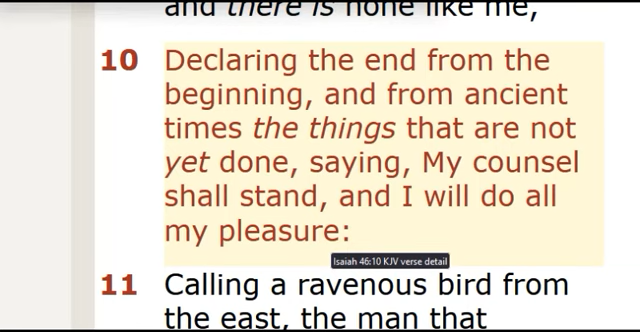 and there is none like me,
10 Declaring the end from the
beginning, and from ancient
times the things that are not
yet done, saying, My counsel
shall stand, and I will do all
my pleasure:
Isaiah 46:10 KJV verse detail
11 Calling a ravenous bird from
the east, the man that